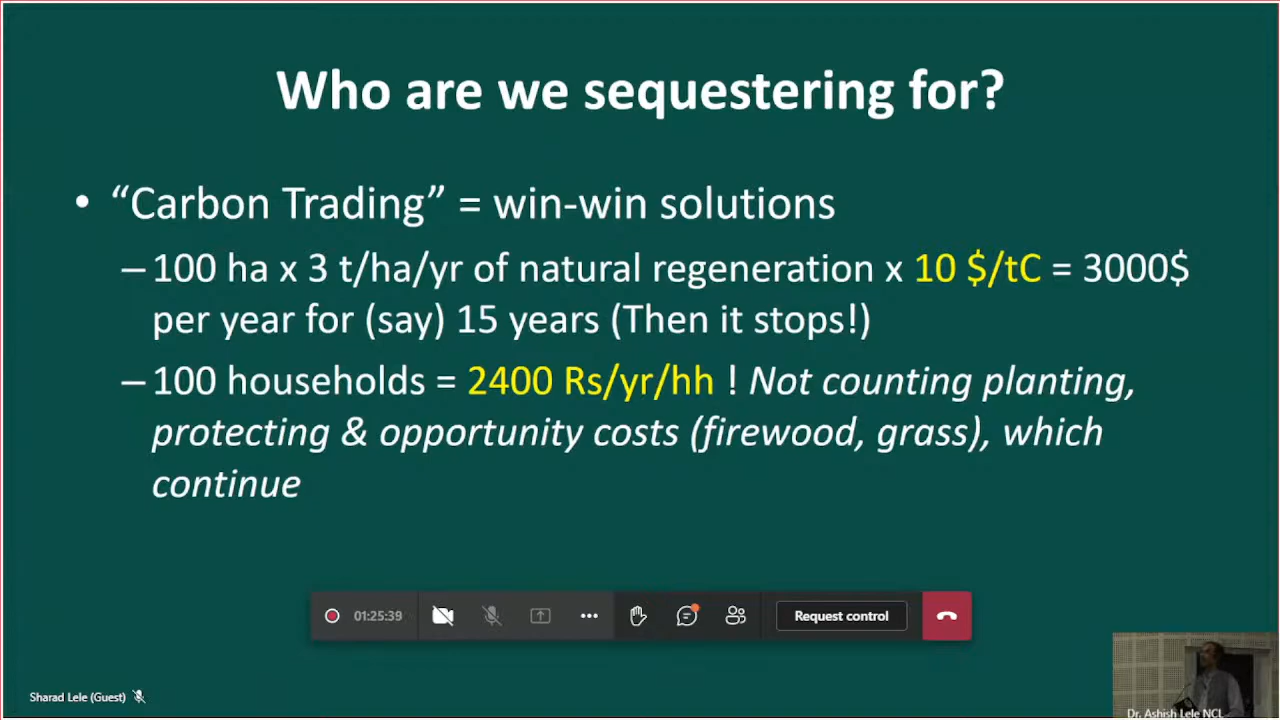 Who are we sequestering for?
• “Carbon Trading” = win-win solutions
– 100 ha x 3 t/ha/yr of natural regeneration x 10 $/tC = 3000$
per year for (say) 15 years (Then it stops!)
– 100 households = 2400 Rs/yr/hh ! Not counting planting,
protecting & opportunity costs (firewood, grass), which
continue
01:25:39
Request control
Sharad Lele (Guest)
Dr. Ashish Lele NCL